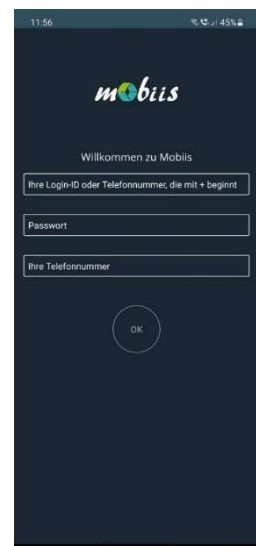 11:56 45%
mobiis
Willkommen zu Mobiis
Ihre Login-ID oder Telefonnummer, die mit + beginnt
Passwort
Ihre Telefonnummer
OK